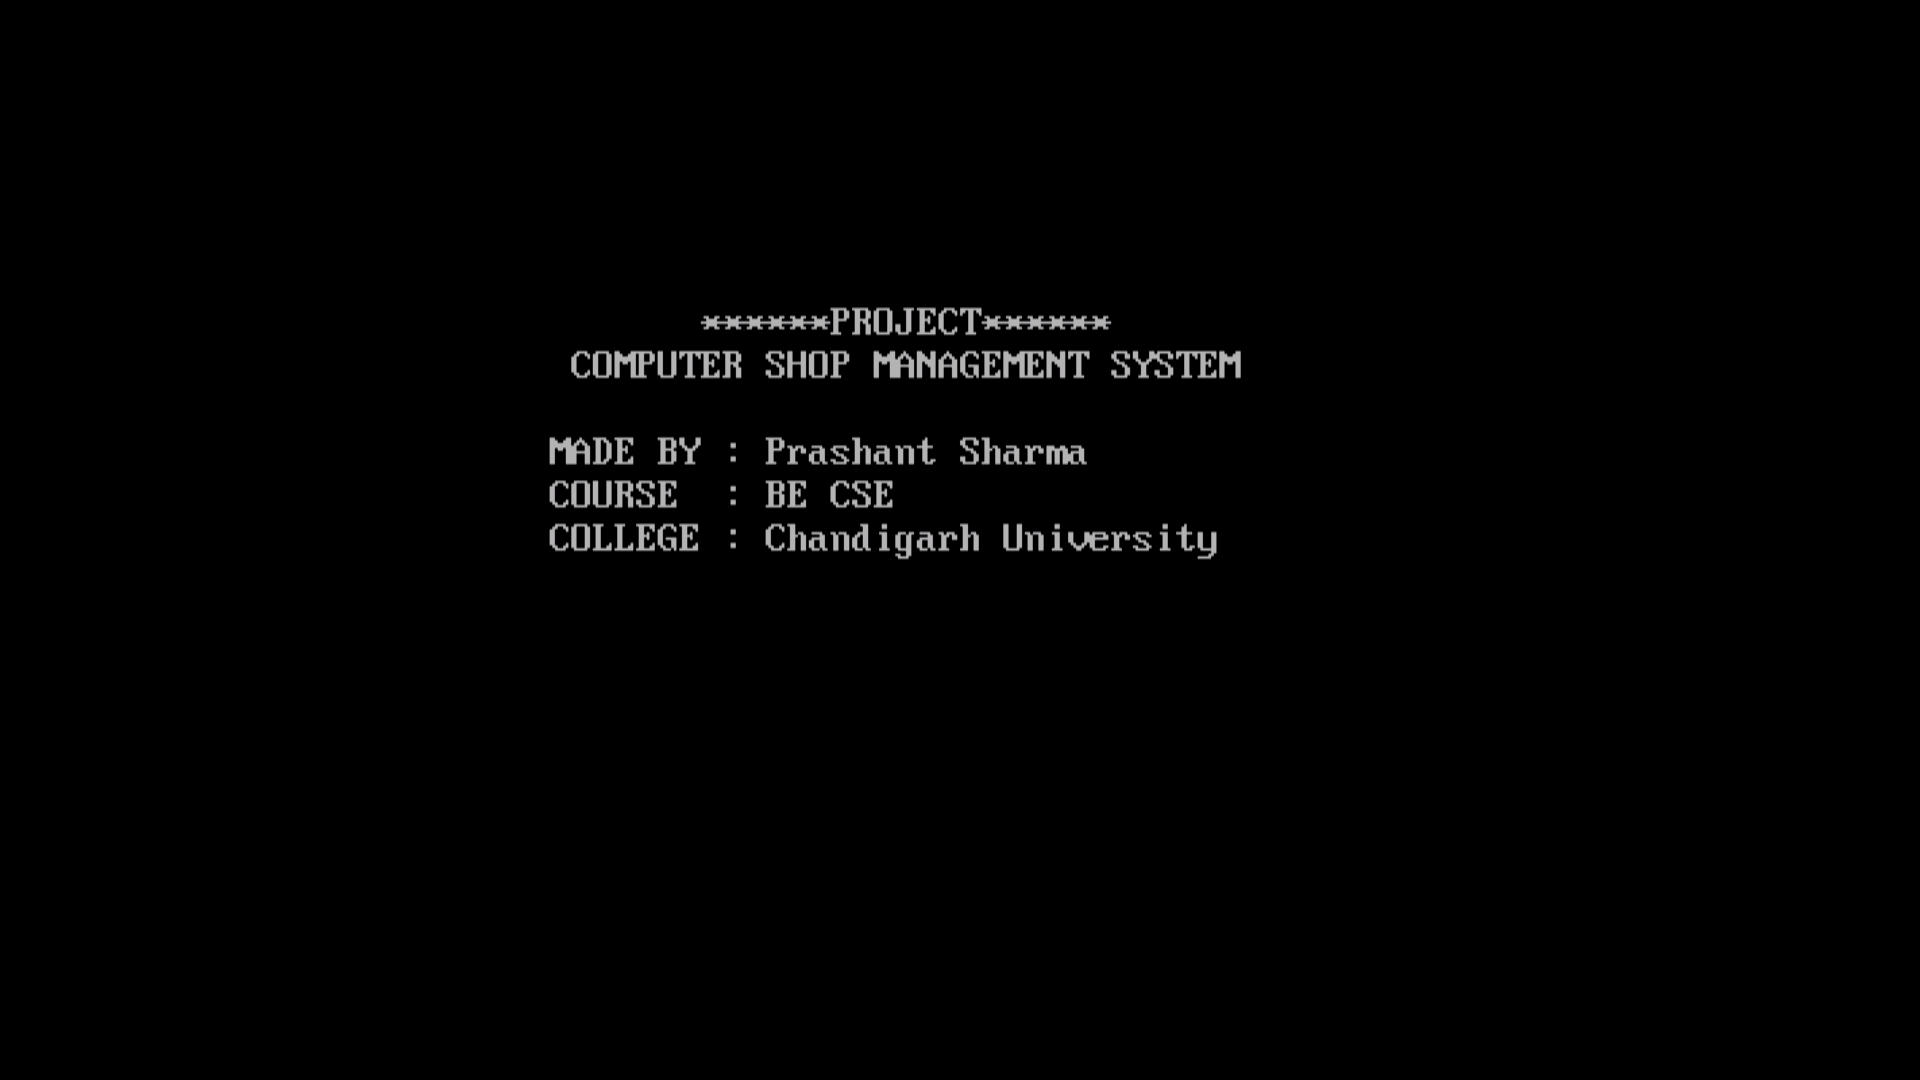 ******PROJECT******
COMPUTER SHOP MANAGEMENT SYSTEM
MADE BY : Prashant Sharma
COURSE  : BE CSE
COLLEGE : Chandigarh University